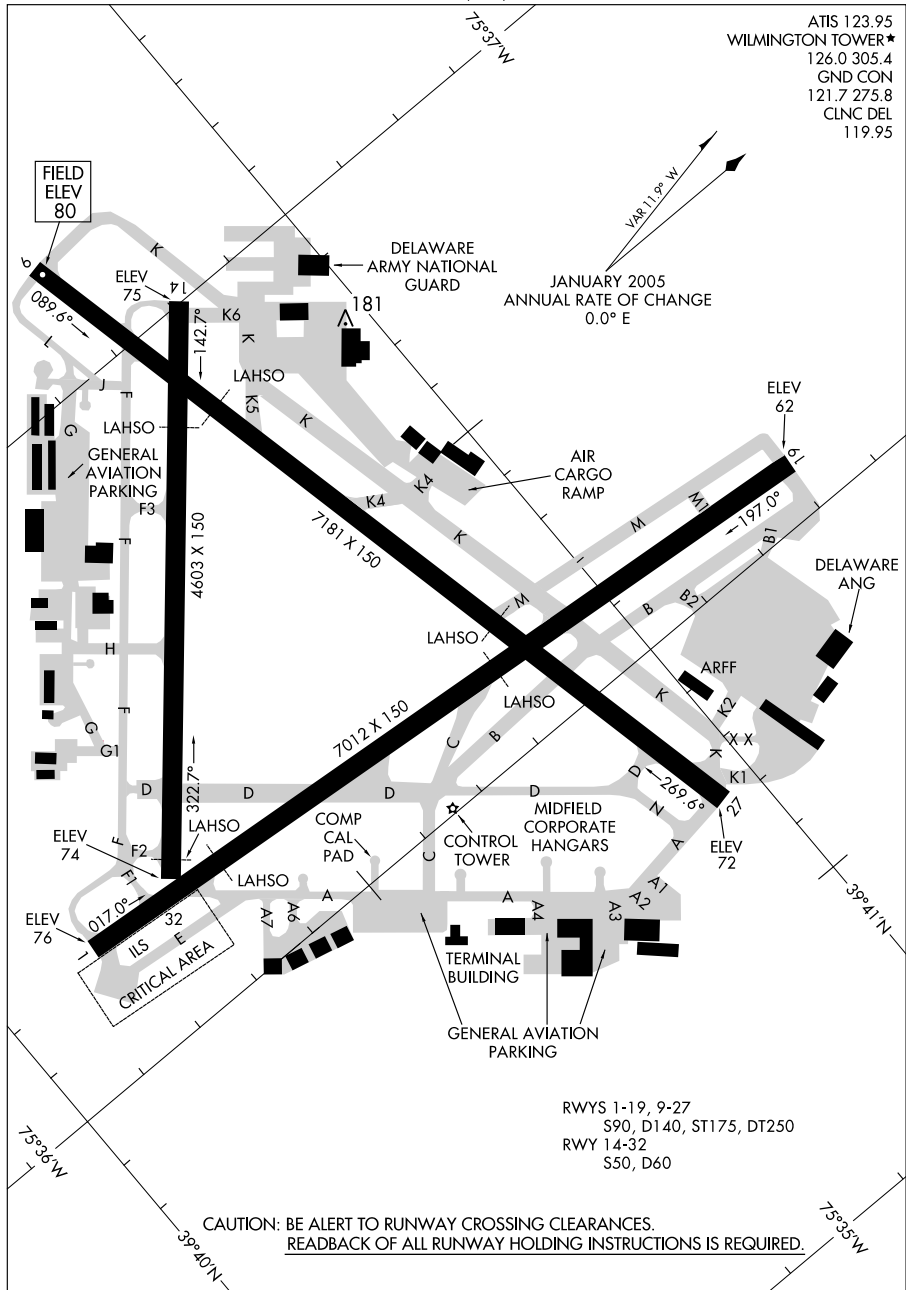 75°37'W
ATIS 123.95
WILMINGTON TOWER★
126.0 305.4
GND CON
121.7 275.8
CLNC DEL
119.95
VAR 11.9° W
JANUARY 2005
ANNUAL RATE OF CHANGE
0.0° E
FIELD
ELEV
80
9
089.6°
K
DELAWARE
ARMY NATIONAL
GUARD
ELEV
75
14
142.7°
K6
K
181
LAHSO
K5
K
J
J
F
G
LAHSO
GENERAL
AVIATION
PARKING
F3
F
4603 X 150
7181 X 150
K4
K4
AIR
CARGO
RAMP
K
ELEV
62
19
197.0°
M1
M
M
B1
B2
B
DELAWARE
ANG
ARFF
LAHSO
LAHSO
K
K2
K
X X
K1
H
F
G
G1
7012 X 150
C
B
322.7°
D
D
D
D
D
269.6°
27
ELEV
72
N
A
MIDFIELD
CORPORATE
HANGARS
CONTROL
TOWER
COMP
CAL
PAD
C
LAHSO
ELEV
74
F
F2
F1
LAHSO
A
A
A1
A2
A3
A4
A6
A7
017.0°
32
E
ILS
CRITICAL AREA
ELEV
76
1
TERMINAL
BUILDING
GENERAL AVIATION
PARKING
39°41'N
RWYS 1-19, 9-27
S90, D140, ST175, DT250
RWY 14-32
S50, D60
75°36'W
39°40'N
75°35'W
CAUTION: BE ALERT TO RUNWAY CROSSING CLEARANCES.
READBACK OF ALL RUNWAY HOLDING INSTRUCTIONS IS REQUIRED.